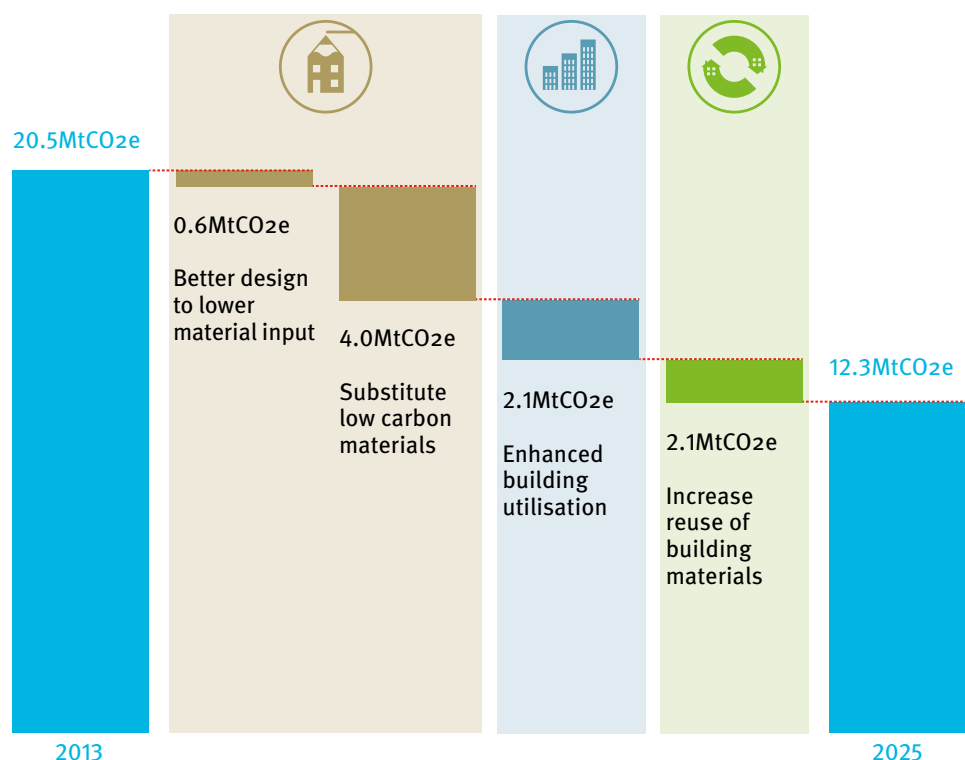 20.5MtCO2e
0.6MtCO2e
Better design
to lower
material input
4.0MtCO2e
Substitute
low carbon
materials
2.1MtCO2e
Enhanced
building
utilisation
2.1MtCO2e
Increase
reuse of
building
materials
12.3MtCO2e
2013
2025